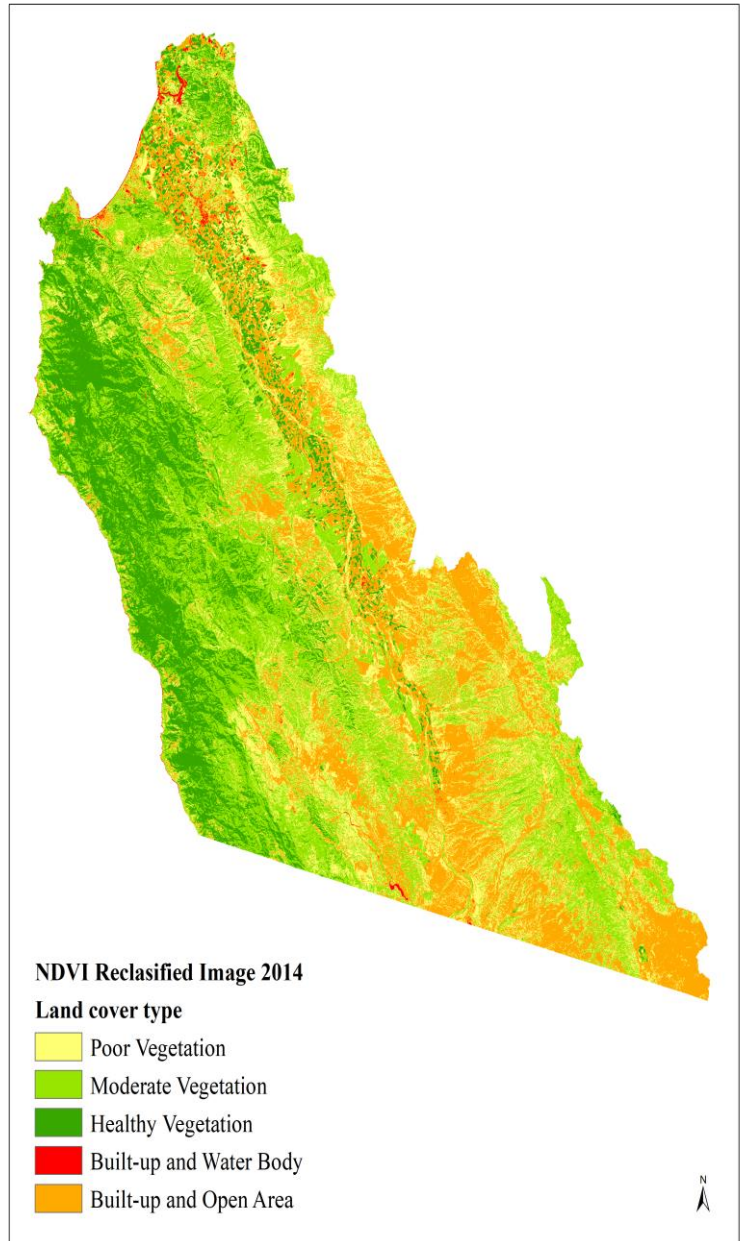 NDVI Reclasified Image 2014
Land cover type
Poor Vegetation
Moderate Vegetation
Healthy Vegetation
Built-up and Water Body
Built-up and Open Area
N